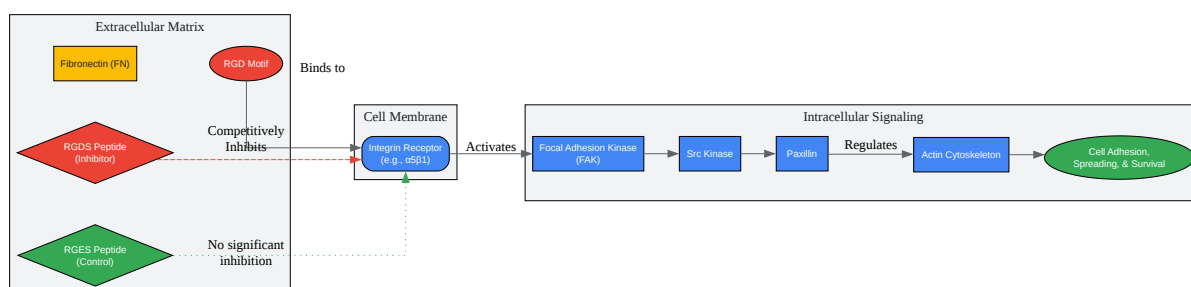 Extracellular Matrix
Fibronectin (FN)
RGD Motif
Binds to
RGDS Peptide
(Inhibitor)
Competitively
Inhibits
RGES Peptide
(Control)
No significant
inhibition
Cell Membrane
Integrin Receptor
(e.g., α5β1)
Activates
Intracellular Signaling
Focal Adhesion Kinase
(FAK)
Src Kinase
Paxillin
Regulates
Actin Cytoskeleton
Cell Adhesion,
Spreading, & Survival